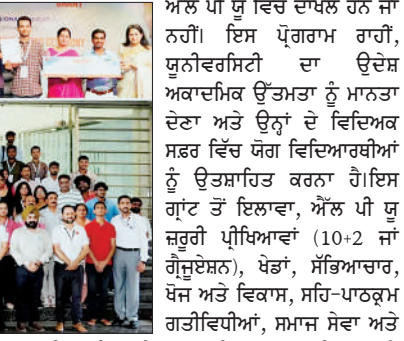 ਐੱਲ ਪੀ ਯੂ ਵਿੱਚ ਦਾਖਲ ਹਨ ਜਾਂ
ਨਹੀਂ। ਇਸ ਪ੍ਰੋਗਰਾਮ ਰਾਹੀਂ,
ਯੂਨੀਵਰਸਿਟੀ ਦਾ ਉਦੇਸ਼
ਅਕਾਦਮਿਕ ਉੱਤਮਤਾ ਨੂੰ ਮਾਨਤਾ
ਦੇਣਾ ਅਤੇ ਉਨ੍ਹਾਂ ਦੇ ਵਿਦਿਅਕ
ਸਫ਼ਰ ਵਿੱਚ ਯੋਗ ਵਿਦਿਆਰਥੀਆਂ
ਨੂੰ ਉਤਸ਼ਾਹਿਤ ਕਰਨਾ ਹੈ।ਇਸ
ਗ੍ਰਾਂਟ ਤੋਂ ਇਲਾਵਾ, ਐੱਲ ਪੀ ਯੂ
ਜ਼ਰੂਰੀ ਪ੍ਰੀਖਿਆਵਾਂ (10+2 ਜਾਂ
ਗ੍ਰੈਜੂਏਸ਼ਨ), ਖੇਡਾਂ, ਸੱਭਿਆਚਾਰ,
ਖੋਜ ਅਤੇ ਵਿਕਾਸ, ਸਹਿ-ਪਾਠਕ੍ਰਮ
ਗਤੀਵਿਧੀਆਂ, ਸਮਾਜ ਸੇਵਾ ਅਤੇ